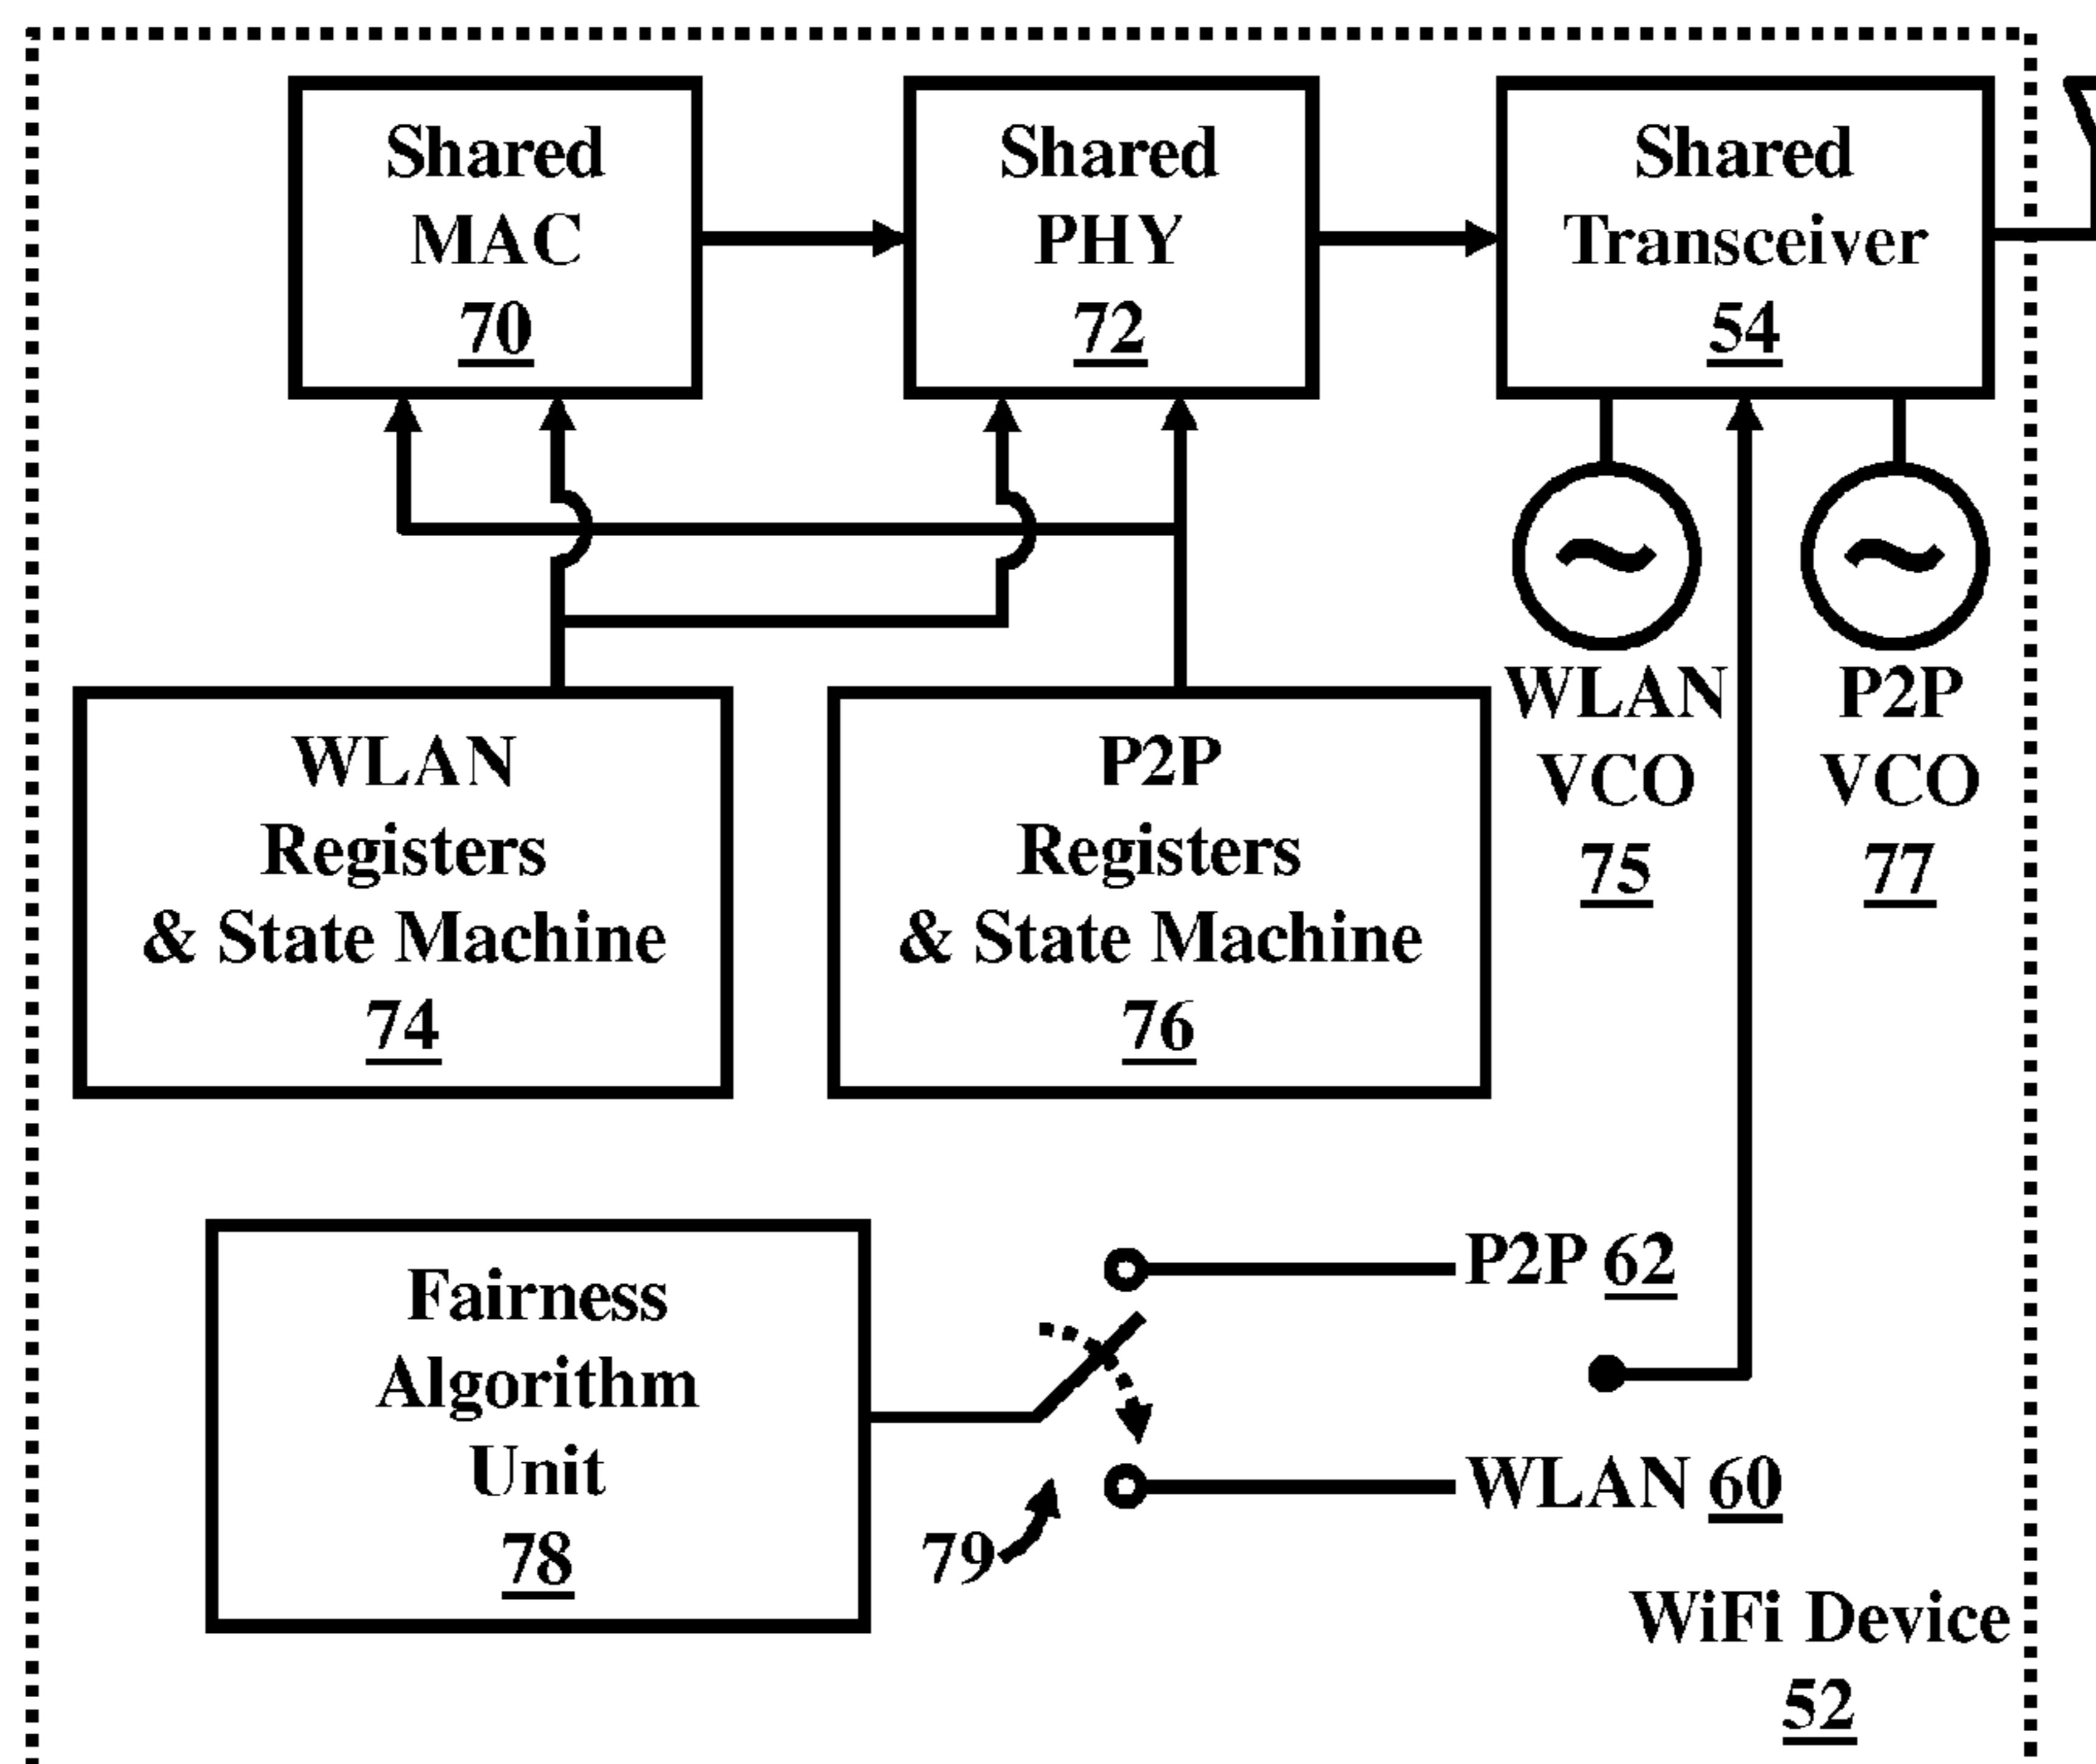 Shared
MAC
70
Shared
PHY
72
Shared
Transceiver
54
WLAN
VCO
75
P2P
VCO
77
WLAN
Registers
& State Machine
74
P2P
Registers
& State Machine
76
Fairness
Algorithm
Unit
78
P2P 62
WLAN 60
79
WiFi Device
52